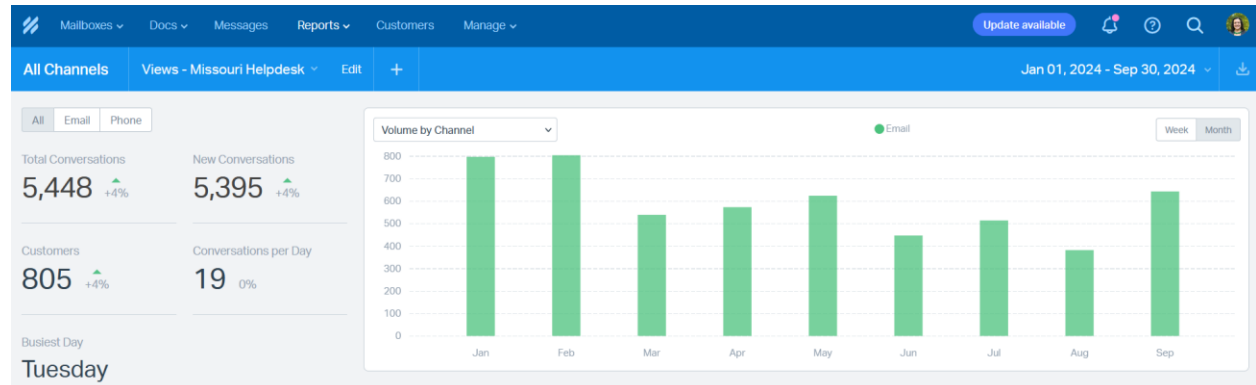 Mailboxes Docs Messages Reports Customers Manage Update available
All Channels Views - Missouri Helpdesk Edit + Jan 01, 2024 - Sep 30, 2024
All Email Phone
Total Conversations New Conversations
5,448 +4% 5,395 +4%
Customers Conversations per Day
805 +4% 19 0%
Busiest Day
Tuesday
Volume by Channel Email Week Month
800
700
600
500
400
300
200
100
0
Jan Feb Mar Apr May Jun Jul Aug Sep